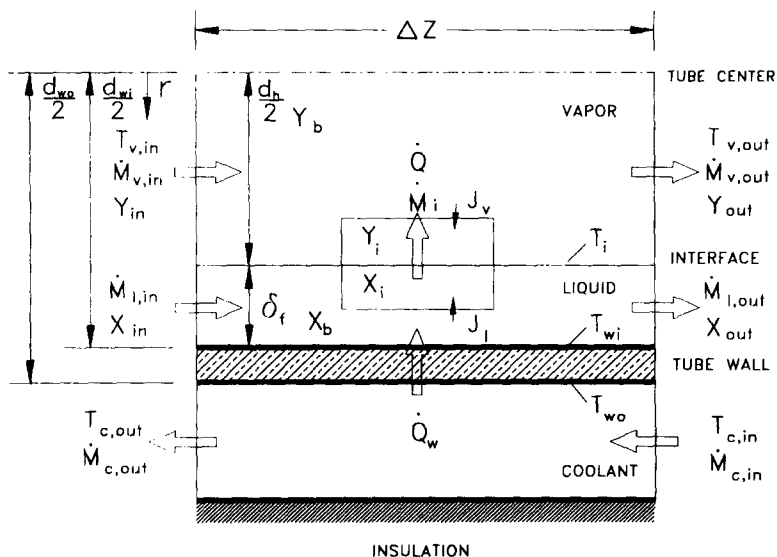 ΔZ
TUBE CENTER
d_wo/2
d_wi/2
r
d_h/2
Y_b
VAPOR
T_v,in
Ṁ_v,in
Y_in
Q̇
Ṁ_i
J_v
T_v,out
Ṁ_v,out
Y_out
Y_i
T_i
INTERFACE
Ṁ_l,in
X_in
δ_f
X_b
X_i
J_l
LIQUID
Ṁ_l,out
X_out
T_wi
TUBE WALL
T_wo
T_c,out
Ṁ_c,out
Q̇_w
T_c,in
Ṁ_c,in
COOLANT
INSULATION